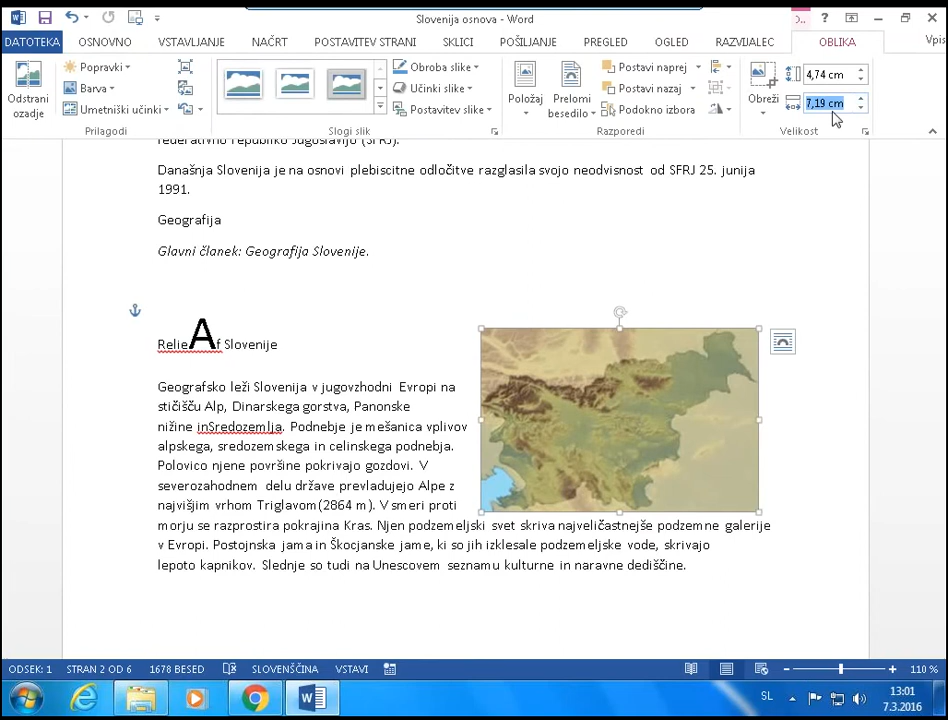 Slovenija osnova - Word
DATOTEKA OSNOVNO VSTAVLJANJE NAČRT POSTAVITEV STRANI SKLICI POŠILJANJE PREGLED OGLED RAZVIJALEC OBLIKA Vpis
Odstrani ozadje
Popravki
Barva
Umetniški učinki
Prilagodi
Obroba slike
Učinki slike
Postavitev slike
Slogi slik
Položaj
Prelomi besedilo
Postavi naprej
Postavi nazaj
Podokno izbora
Razporedi
Obreži
4,74 cm
7,19 cm
Velikost
federativno republiko Jugoslavijo (SFRJ).
Današnja Slovenija je na osnovi plebiscitne odločitve razglasila svojo neodvisnost od SFRJ 25. junija
1991.
Geografija
Glavni članek: Geografija Slovenije.
RelieAf Slovenije
Geografsko leži Slovenija v jugovzhodni Evropi na
stičišču Alp, Dinarskega gorstva, Panonske
nižine inSredozemlja. Podnebje je mešanica vplivov
alpskega, sredozemskega in celinskega podnebja.
Polovico njene površine pokrivajo gozdovi. V
severozahodnem delu države prevladujejo Alpe z
najvišjim vrhom Triglavom(2864 m). V smeri proti
morju se razprostira pokrajina Kras. Njen podzemeljski svet skriva najveličastnejše podzemne galerije
v Evropi. Postojnska jama in Škocjanske jame, ki so jih izklesale podzemeljske vode, skrivajo
lepoto kapnikov. Slednje so tudi na Unescovem seznamu kulturne in naravne dediščine.
ODSEK: 1 STRAN 2 OD 6 1678 BESED SLOVENŠČINA VSTAVI 110 %
SL 13:01
7.3.2016